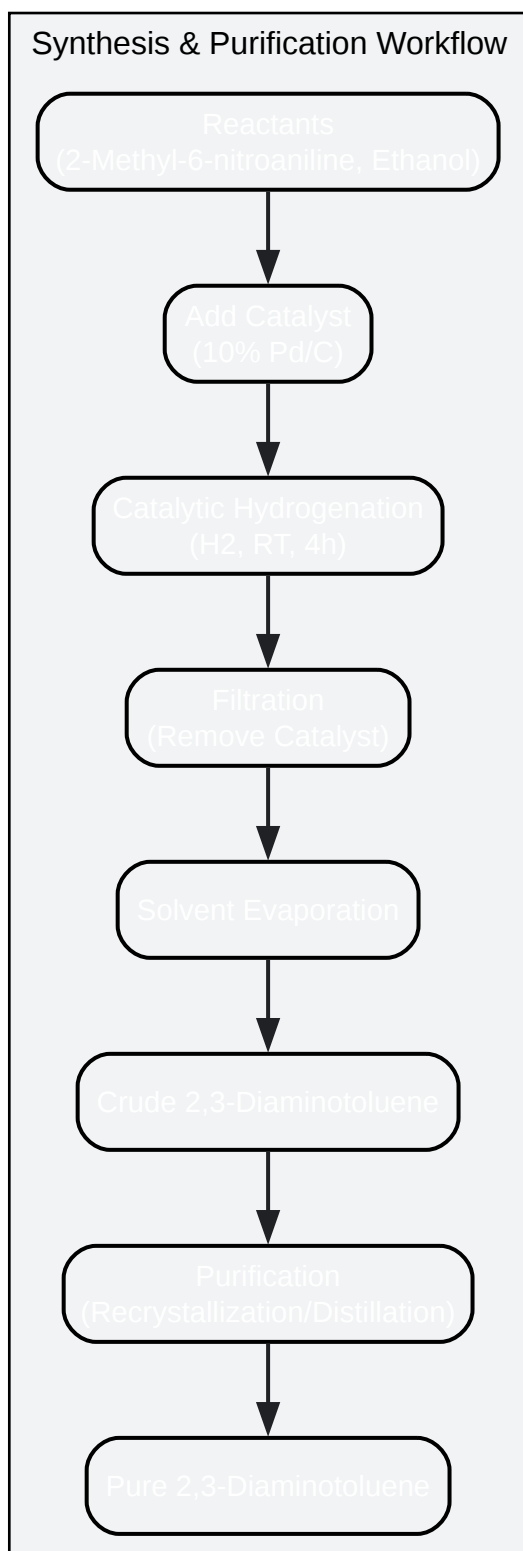 Synthesis & Purification Workflow
Reactants
(2-Methyl-6-nitroaniline, Ethanol)
Add Catalyst
(10% Pd/C)
Catalytic Hydrogenation
(H2, RT, 4h)
Filtration
(Remove Catalyst)
Solvent Evaporation
Crude 2,3-Diaminotoluene
Purification
(Recrystallization/Distillation)
Pure 2,3-Diaminotoluene